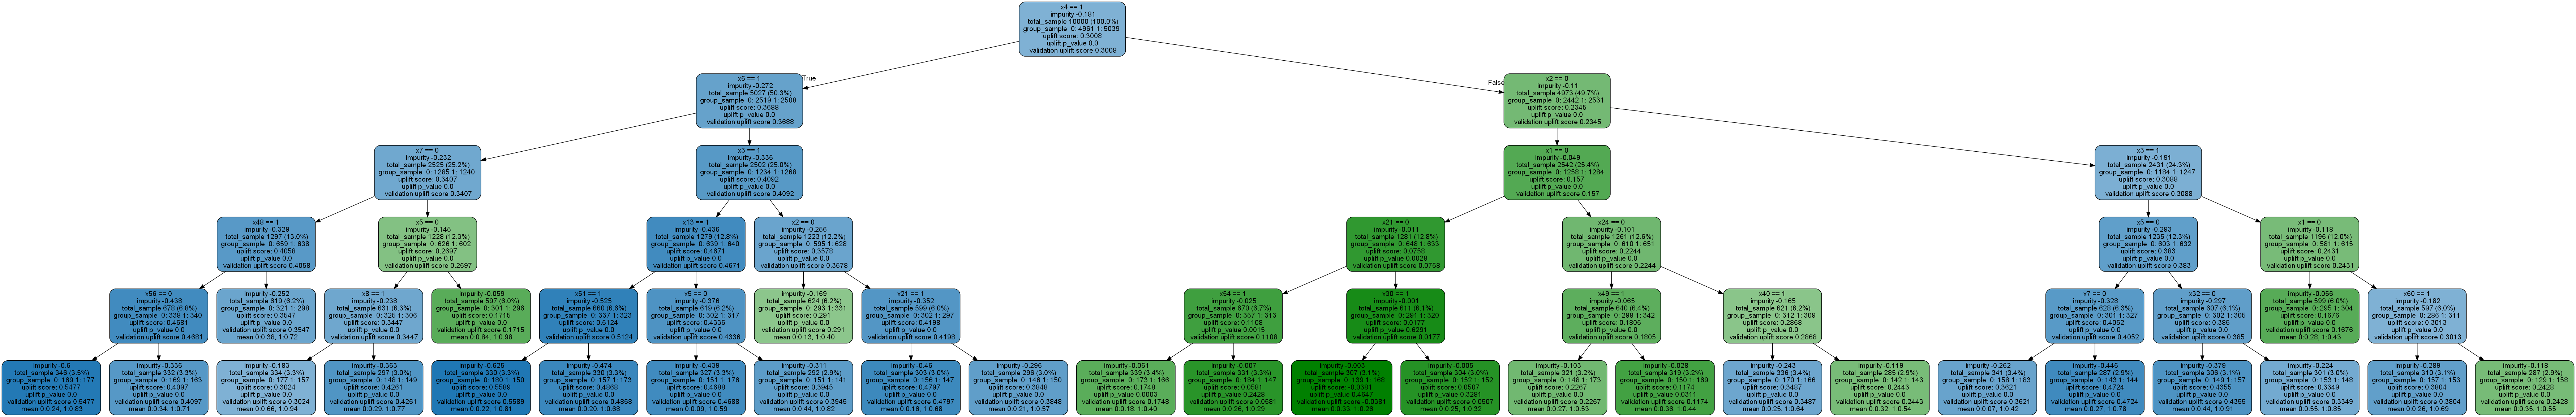 x4 == 1
impurity -0.181
total_sample 10000 (100.0%)
group_sample 0: 4961 1: 5039
uplift score: 0.3008
uplift p_value 0.0
validation uplift score 0.3008
True
False
x6 == 1
impurity -0.272
total_sample 5027 (50.3%)
group_sample 0: 2519 1: 2508
uplift score: 0.3688
uplift p_value 0.0
validation uplift score 0.3688
x2 == 0
impurity -0.11
total_sample 4973 (49.7%)
group_sample 0: 2442 1: 2531
uplift score: 0.2345
uplift p_value 0.0
validation uplift score 0.2345
x7 == 0
impurity -0.232
total_sample 2525 (25.2%)
group_sample 0: 1285 1: 1240
uplift score: 0.3407
uplift p_value 0.0
validation uplift score 0.3407
x3 == 1
impurity -0.335
total_sample 2502 (25.0%)
group_sample 0: 1234 1: 1268
uplift score: 0.4092
uplift p_value 0.0
validation uplift score 0.4092
x1 == 0
impurity -0.049
total_sample 2542 (25.4%)
group_sample 0: 1258 1: 1284
uplift score: 0.157
uplift p_value 0.0
validation uplift score 0.157
x3 == 1
impurity -0.191
total_sample 2431 (24.3%)
group_sample 0: 1184 1: 1247
uplift score: 0.3088
uplift p_value 0.0
validation uplift score 0.3088
x48 == 1
impurity -0.329
total_sample 1297 (13.0%)
group_sample 0: 659 1: 638
uplift score: 0.4058
uplift p_value 0.0
validation uplift score 0.4058
x5 == 0
impurity -0.145
total_sample 1228 (12.3%)
group_sample 0: 626 1: 602
uplift score: 0.2697
uplift p_value 0.0
validation uplift score 0.2697
x13 == 1
impurity -0.436
total_sample 1279 (12.8%)
group_sample 0: 639 1: 640
uplift score: 0.4671
uplift p_value 0.0
validation uplift score 0.4671
x2 == 0
impurity -0.256
total_sample 1223 (12.2%)
group_sample 0: 595 1: 628
uplift score: 0.3578
uplift p_value 0.0
validation uplift score 0.3578
x21 == 0
impurity -0.011
total_sample 1281 (12.8%)
group_sample 0: 648 1: 633
uplift score: 0.0758
uplift p_value 0.0028
validation uplift score 0.0758
x24 == 0
impurity -0.101
total_sample 1261 (12.6%)
group_sample 0: 610 1: 651
uplift score: 0.2244
uplift p_value 0.0
validation uplift score 0.2244
x5 == 0
impurity -0.293
total_sample 1235 (12.3%)
group_sample 0: 603 1: 632
uplift score: 0.383
uplift p_value 0.0
validation uplift score 0.383
x1 == 0
impurity -0.118
total_sample 1196 (12.0%)
group_sample 0: 581 1: 615
uplift score: 0.2431
uplift p_value 0.0
validation uplift score 0.2431
x56 == 0
impurity -0.438
total_sample 678 (6.8%)
group_sample 0: 338 1: 340
uplift score: 0.4681
uplift p_value 0.0
validation uplift score 0.4681
impurity -0.252
total_sample 619 (6.2%)
group_sample 0: 321 1: 298
uplift score: 0.3547
uplift p_value 0.0
validation uplift score 0.3547
mean 0:0.38, 1:0.72
x8 == 1
impurity -0.238
total_sample 631 (6.3%)
group_sample 0: 325 1: 306
uplift score: 0.3447
uplift p_value 0.0
validation uplift score 0.3447
impurity -0.059
total_sample 597 (6.0%)
group_sample 0: 301 1: 296
uplift score: 0.1715
uplift p_value 0.0
validation uplift score 0.1715
mean 0:0.84, 1:0.98
x51 == 1
impurity -0.525
total_sample 660 (6.6%)
group_sample 0: 337 1: 323
uplift score: 0.5124
uplift p_value 0.0
validation uplift score 0.5124
x5 == 0
impurity -0.376
total_sample 619 (6.2%)
group_sample 0: 302 1: 317
uplift score: 0.4336
uplift p_value 0.0
validation uplift score 0.4336
impurity -0.169
total_sample 624 (6.2%)
group_sample 0: 293 1: 331
uplift score: 0.291
uplift p_value 0.0
validation uplift score 0.291
mean 0:0.13, 1:0.40
x21 == 1
impurity -0.352
total_sample 599 (6.0%)
group_sample 0: 302 1: 297
uplift score: 0.4198
uplift p_value 0.0
validation uplift score 0.4198
x54 == 1
impurity -0.025
total_sample 670 (6.7%)
group_sample 0: 357 1: 313
uplift score: 0.1108
uplift p_value 0.0015
validation uplift score 0.1108
x30 == 1
impurity -0.001
total_sample 611 (6.1%)
group_sample 0: 291 1: 320
uplift score: 0.0177
uplift p_value 0.6291
validation uplift score 0.0177
x49 == 1
impurity -0.065
total_sample 640 (6.4%)
group_sample 0: 298 1: 342
uplift score: 0.1805
uplift p_value 0.0
validation uplift score 0.1805
x40 == 1
impurity -0.165
total_sample 621 (6.2%)
group_sample 0: 312 1: 309
uplift score: 0.2868
uplift p_value 0.0
validation uplift score 0.2868
x7 == 0
impurity -0.328
total_sample 628 (6.3%)
group_sample 0: 301 1: 327
uplift score: 0.4052
uplift p_value 0.0
validation uplift score 0.4052
x32 == 0
impurity -0.297
total_sample 607 (6.1%)
group_sample 0: 302 1: 305
uplift score: 0.385
uplift p_value 0.0
validation uplift score 0.385
impurity -0.056
total_sample 599 (6.0%)
group_sample 0: 295 1: 304
uplift score: 0.1676
uplift p_value 0.0
validation uplift score 0.1676
mean 0:0.28, 1:0.43
x60 == 1
impurity -0.182
total_sample 597 (6.0%)
group_sample 0: 286 1: 311
uplift score: 0.3013
uplift p_value 0.0
validation uplift score 0.3013
impurity -0.6
total_sample 346 (3.5%)
group_sample 0: 169 1: 177
uplift score: 0.5477
uplift p_value 0.0
validation uplift score 0.5477
mean 0:0.24, 1:0.83
impurity -0.336
total_sample 332 (3.3%)
group_sample 0: 169 1: 163
uplift score: 0.4097
uplift p_value 0.0
validation uplift score 0.4097
mean 0:0.34, 1:0.71
impurity -0.183
total_sample 334 (3.3%)
group_sample 0: 177 1: 157
uplift score: 0.3024
uplift p_value 0.0
validation uplift score 0.3024
mean 0:0.66, 1:0.94
impurity -0.363
total_sample 297 (3.0%)
group_sample 0: 148 1: 149
uplift score: 0.4261
uplift p_value 0.0
validation uplift score 0.4261
mean 0:0.29, 1:0.77
impurity -0.625
total_sample 330 (3.3%)
group_sample 0: 180 1: 150
uplift score: 0.5589
uplift p_value 0.0
validation uplift score 0.5589
mean 0:0.22, 1:0.81
impurity -0.474
total_sample 330 (3.3%)
group_sample 0: 157 1: 173
uplift score: 0.4868
uplift p_value 0.0
validation uplift score 0.4868
mean 0:0.20, 1:0.68
impurity -0.439
total_sample 327 (3.3%)
group_sample 0: 151 1: 176
uplift score: 0.4688
uplift p_value 0.0
validation uplift score 0.4688
mean 0:0.09, 1:0.59
impurity -0.311
total_sample 292 (2.9%)
group_sample 0: 151 1: 141
uplift score: 0.3945
uplift p_value 0.0
validation uplift score 0.3945
mean 0:0.44, 1:0.82
impurity -0.46
total_sample 303 (3.0%)
group_sample 0: 156 1: 147
uplift score: 0.4797
uplift p_value 0.0
validation uplift score 0.4797
mean 0:0.16, 1:0.68
impurity -0.296
total_sample 296 (3.0%)
group_sample 0: 146 1: 150
uplift score: 0.3848
uplift p_value 0.0
validation uplift score 0.3848
mean 0:0.21, 1:0.57
impurity -0.061
total_sample 339 (3.4%)
group_sample 0: 173 1: 166
uplift score: 0.1748
uplift p_value 0.0003
validation uplift score 0.1748
mean 0:0.18, 1:0.40
impurity -0.007
total_sample 331 (3.3%)
group_sample 0: 184 1: 147
uplift score: 0.0581
uplift p_value 0.2428
validation uplift score 0.0581
mean 0:0.26, 1:0.29
impurity -0.003
total_sample 307 (3.1%)
group_sample 0: 139 1: 168
uplift score: -0.0381
uplift p_value 0.4647
validation uplift score -0.0381
mean 0:0.33, 1:0.26
impurity -0.005
total_sample 304 (3.0%)
group_sample 0: 152 1: 152
uplift score: 0.0507
uplift p_value 0.3281
validation uplift score 0.0507
mean 0:0.25, 1:0.32
impurity -0.103
total_sample 321 (3.2%)
group_sample 0: 148 1: 173
uplift score: 0.2267
uplift p_value 0.0
validation uplift score 0.2267
mean 0:0.27, 1:0.53
impurity -0.028
total_sample 319 (3.2%)
group_sample 0: 150 1: 169
uplift score: 0.1174
uplift p_value 0.0311
validation uplift score 0.1174
mean 0:0.36, 1:0.44
impurity -0.243
total_sample 336 (3.4%)
group_sample 0: 170 1: 166
uplift score: 0.3487
uplift p_value 0.0
validation uplift score 0.3487
mean 0:0.25, 1:0.64
impurity -0.119
total_sample 285 (2.9%)
group_sample 0: 142 1: 143
uplift score: 0.2443
uplift p_value 0.0
validation uplift score 0.2443
mean 0:0.32, 1:0.54
impurity -0.262
total_sample 341 (3.4%)
group_sample 0: 158 1: 183
uplift score: 0.3621
uplift p_value 0.0
validation uplift score 0.3621
mean 0:0.07, 1:0.42
impurity -0.446
total_sample 287 (2.9%)
group_sample 0: 143 1: 144
uplift score: 0.4724
uplift p_value 0.0
validation uplift score 0.4724
mean 0:0.27, 1:0.78
impurity -0.379
total_sample 306 (3.1%)
group_sample 0: 149 1: 157
uplift score: 0.4355
uplift p_value 0.0
validation uplift score 0.4355
mean 0:0.44, 1:0.91
impurity -0.224
total_sample 301 (3.0%)
group_sample 0: 153 1: 148
uplift score: 0.3349
uplift p_value 0.0
validation uplift score 0.3349
mean 0:0.55, 1:0.85
impurity -0.289
total_sample 310 (3.1%)
group_sample 0: 157 1: 153
uplift score: 0.3804
uplift p_value 0.0
validation uplift score 0.3804
mean 0:0.26, 1:0.69
impurity -0.118
total_sample 287 (2.9%)
group_sample 0: 129 1: 158
uplift score: 0.2428
uplift p_value 0.0
validation uplift score 0.2428
mean 0:0.35, 1:0.55